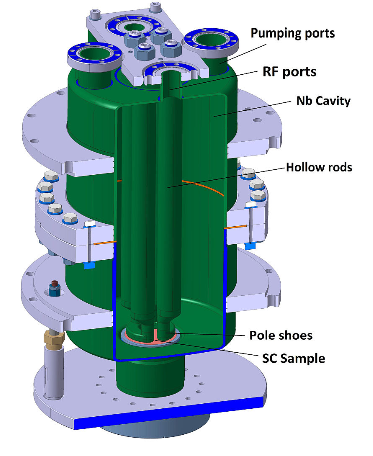 Pumping ports
RF ports
Nb Cavity
Hollow rods
Pole shoes
SC Sample